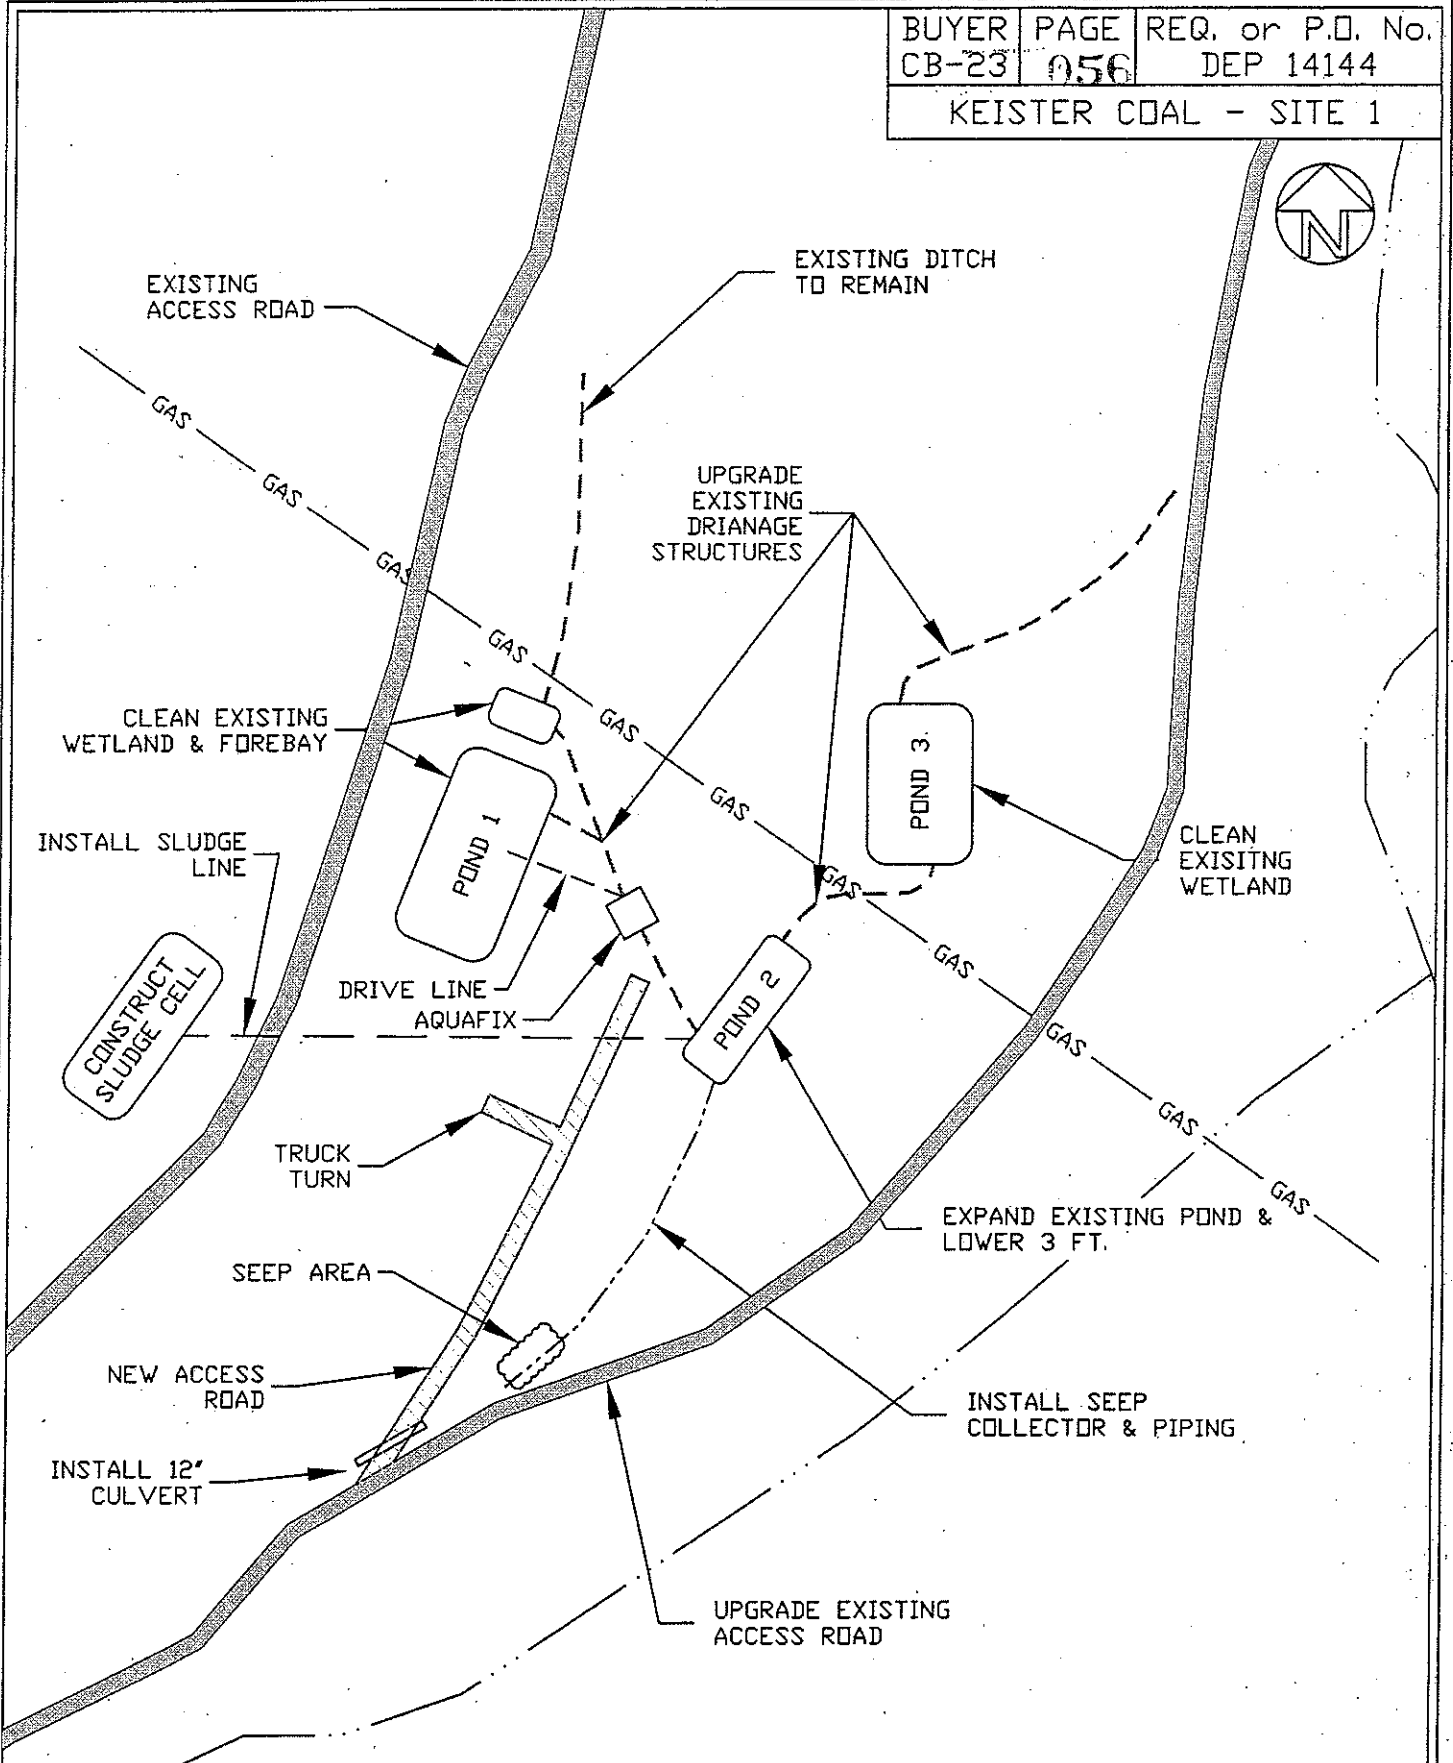 BUYER PAGE REQ. or P.O. No.
CB-23 056 DEP 14144
KEISTER COAL - SITE 1
N
EXISTING DITCH
TO REMAIN
EXISTING
ACCESS ROAD
GAS
GAS
GAS
GAS
GAS
GAS
GAS
GAS
GAS
GAS
GAS
UPGRADE
EXISTING
DRIANAGE
STRUCTURES
CLEAN EXISTING
WETLAND & FOREBAY
POND 3
POND 1
INSTALL SLUDGE
LINE
CLEAN
EXISITNG
WETLAND
CONSTRUCT
SLUDGE CELL
DRIVE LINE
AQUAFIX
POND 2
TRUCK
TURN
EXPAND EXISTING POND &
LOWER 3 FT.
SEEP AREA
NEW ACCESS
ROAD
INSTALL SEEP
COLLECTOR & PIPING
INSTALL 12"
CULVERT
UPGRADE EXISTING
ACCESS ROAD